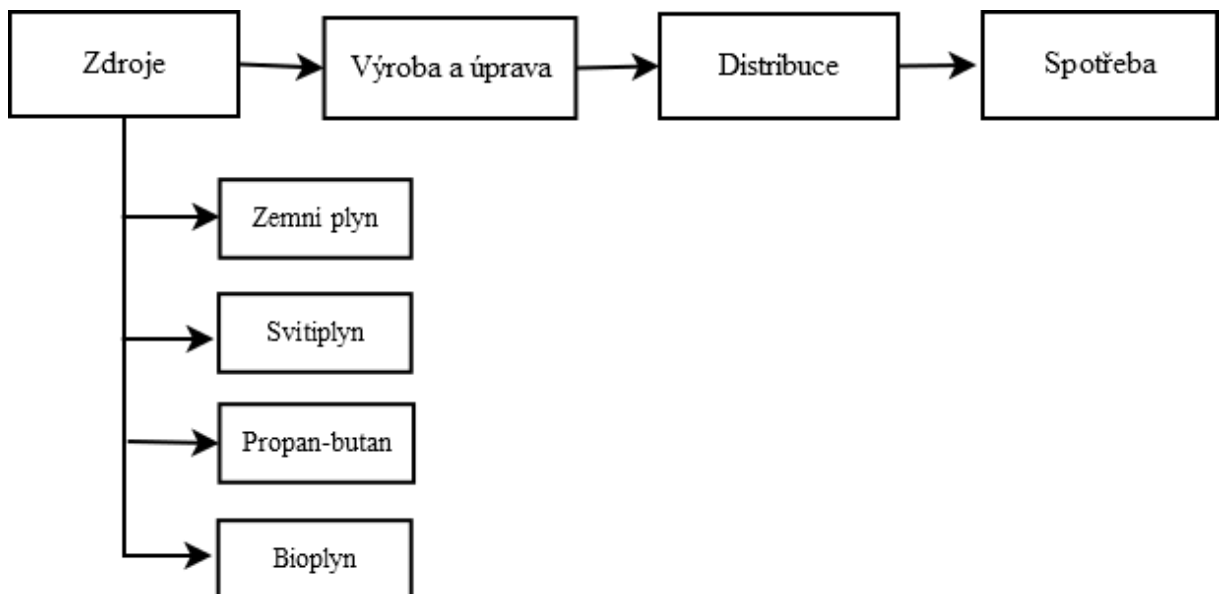 Zdroje
Výroba a úprava
Distribuce
Spotřeba
Zemni plyn
Svitiplyn
Propan-butan
Bioplyn